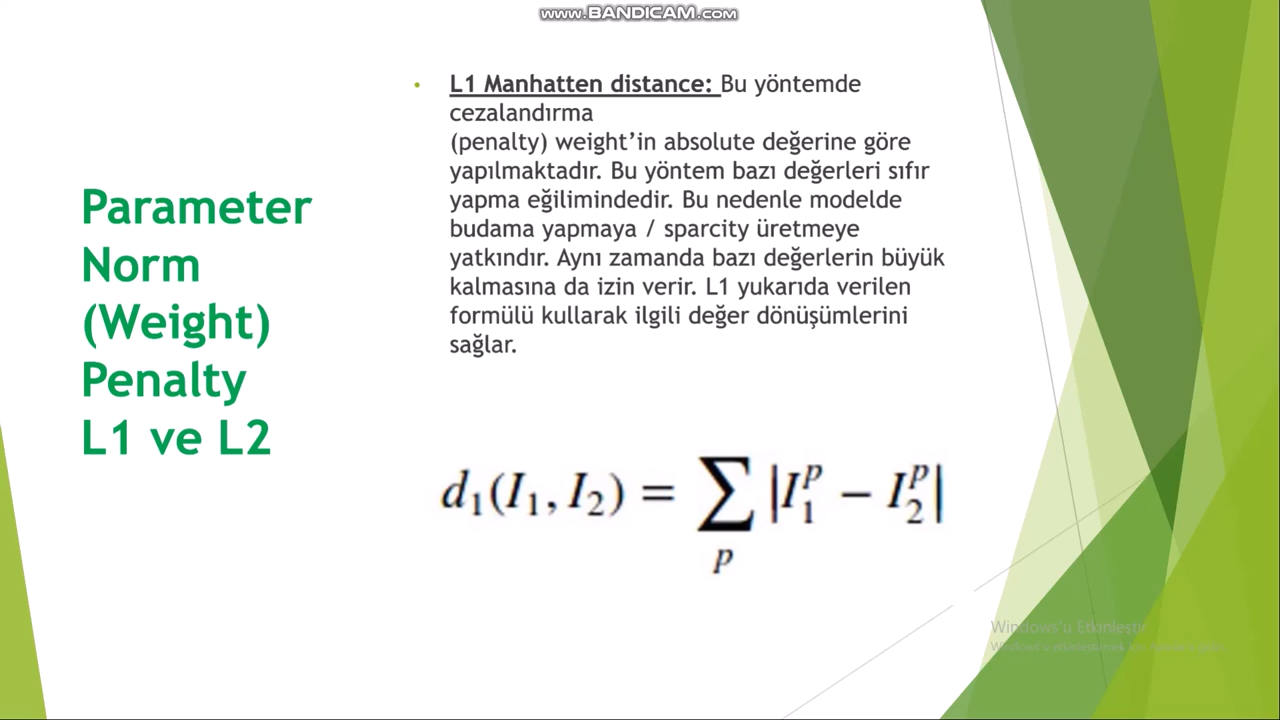 www.BANDICAM.com
Parameter
Norm
(Weight)
Penalty
L1 ve L2
• L1 Manhatten distance: Bu yöntemde
cezalandırma
(penalty) weight’in absolute değerine göre
yapılmaktadır. Bu yöntem bazı değerleri sıfır
yapma eğilimindedir. Bu nedenle modelde
budama yapmaya / sparcity üretmeye
yatkındır. Aynı zamanda bazı değerlerin büyük
kalmasına da izin verir. L1 yukarıda verilen
formülü kullarak ilgili değer dönüşümlerini
sağlar.
d₁(I₁, I₂) = ∑ₚ |I₁ᵖ − I₂ᵖ|
Windows'u Etkinleştir